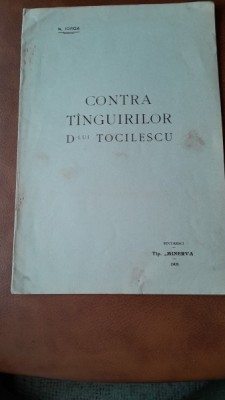 CONTRA
TÎNGUIRILOR
D-LUI TOCILESCU
Tip. „MINERVA